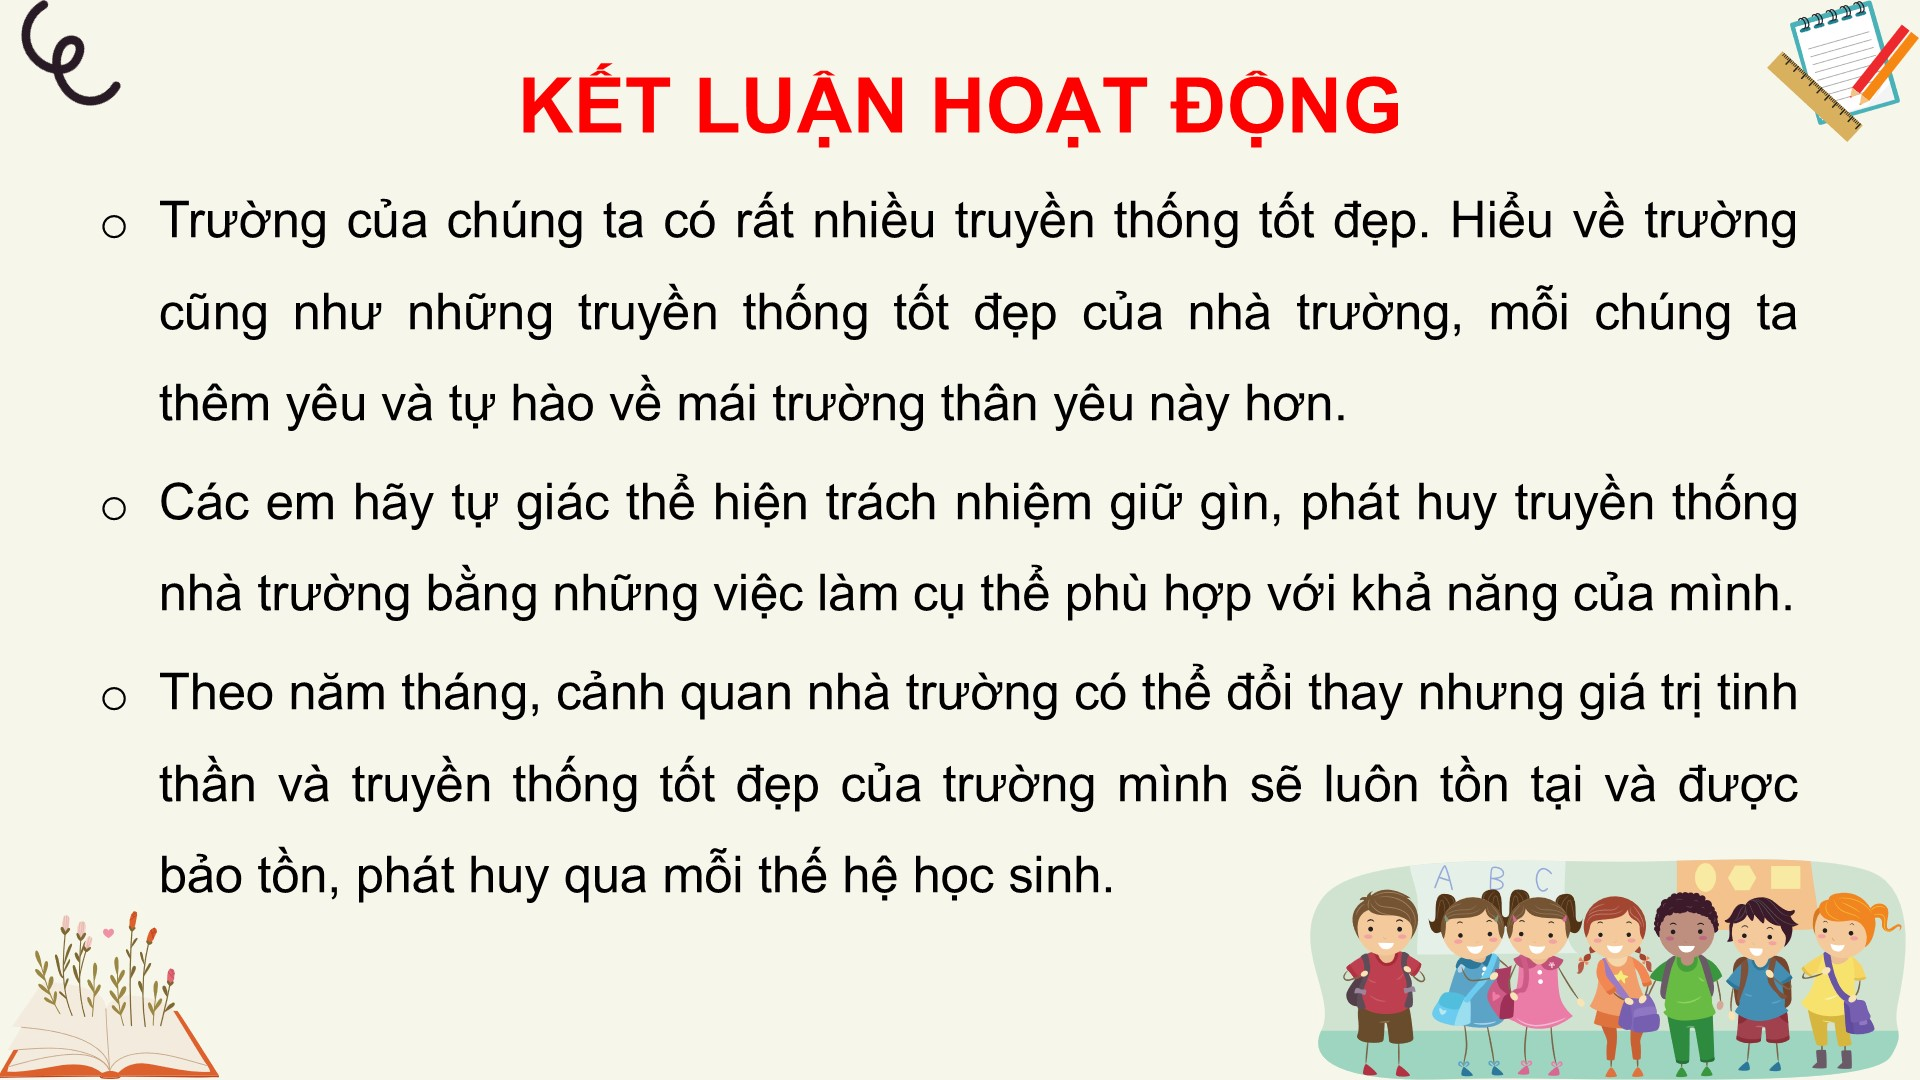 KẾT LUẬN HOẠT ĐỘNG
o Trường của chúng ta có rất nhiều truyền thống tốt đẹp. Hiểu về trường
cũng như những truyền thống tốt đẹp của nhà trường, mỗi chúng ta
thêm yêu và tự hào về mái trường thân yêu này hơn.
o Các em hãy tự giác thể hiện trách nhiệm giữ gìn, phát huy truyền thống
nhà trường bằng những việc làm cụ thể phù hợp với khả năng của mình.
o Theo năm tháng, cảnh quan nhà trường có thể đổi thay nhưng giá trị tinh
thần và truyền thống tốt đẹp của trường mình sẽ luôn tồn tại và được
bảo tồn, phát huy qua mỗi thế hệ học sinh.
A B C